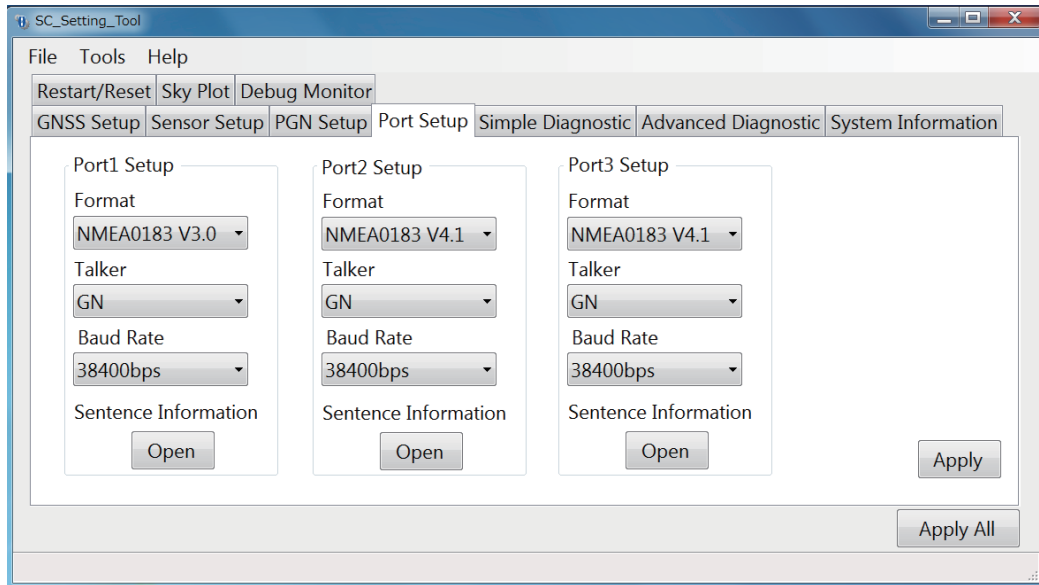 SC_Setting_Tool
File Tools Help
Restart/Reset Sky Plot Debug Monitor
GNSS Setup Sensor Setup PGN Setup Port Setup Simple Diagnostic Advanced Diagnostic System Information
Port1 Setup Port2 Setup Port3 Setup
Format Format Format
NMEA0183 V3.0 NMEA0183 V4.1 NMEA0183 V4.1
Talker Talker Talker
GN GN GN
Baud Rate Baud Rate Baud Rate
38400bps 38400bps 38400bps
Sentence Information Sentence Information Sentence Information
Open Open Open
Apply
Apply All